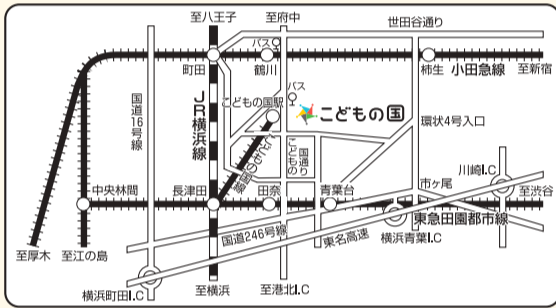 至八王子
至府中
世田谷通り
バス
町田
鶴川
柿生
小田急線
至新宿
国道16号線
JR横浜線
こどもの国駅
バス
こどもの国
こどもの国線
こどもの国通り
環状4号入口
川崎I.C
中央林間
長津田
田奈
青葉台
市ヶ尾
至渋谷
東急田園都市線
国道246号線
東名高速
横浜青葉I.C
至厚木
至江の島
横浜町田I.C
至横浜
至港北I.C